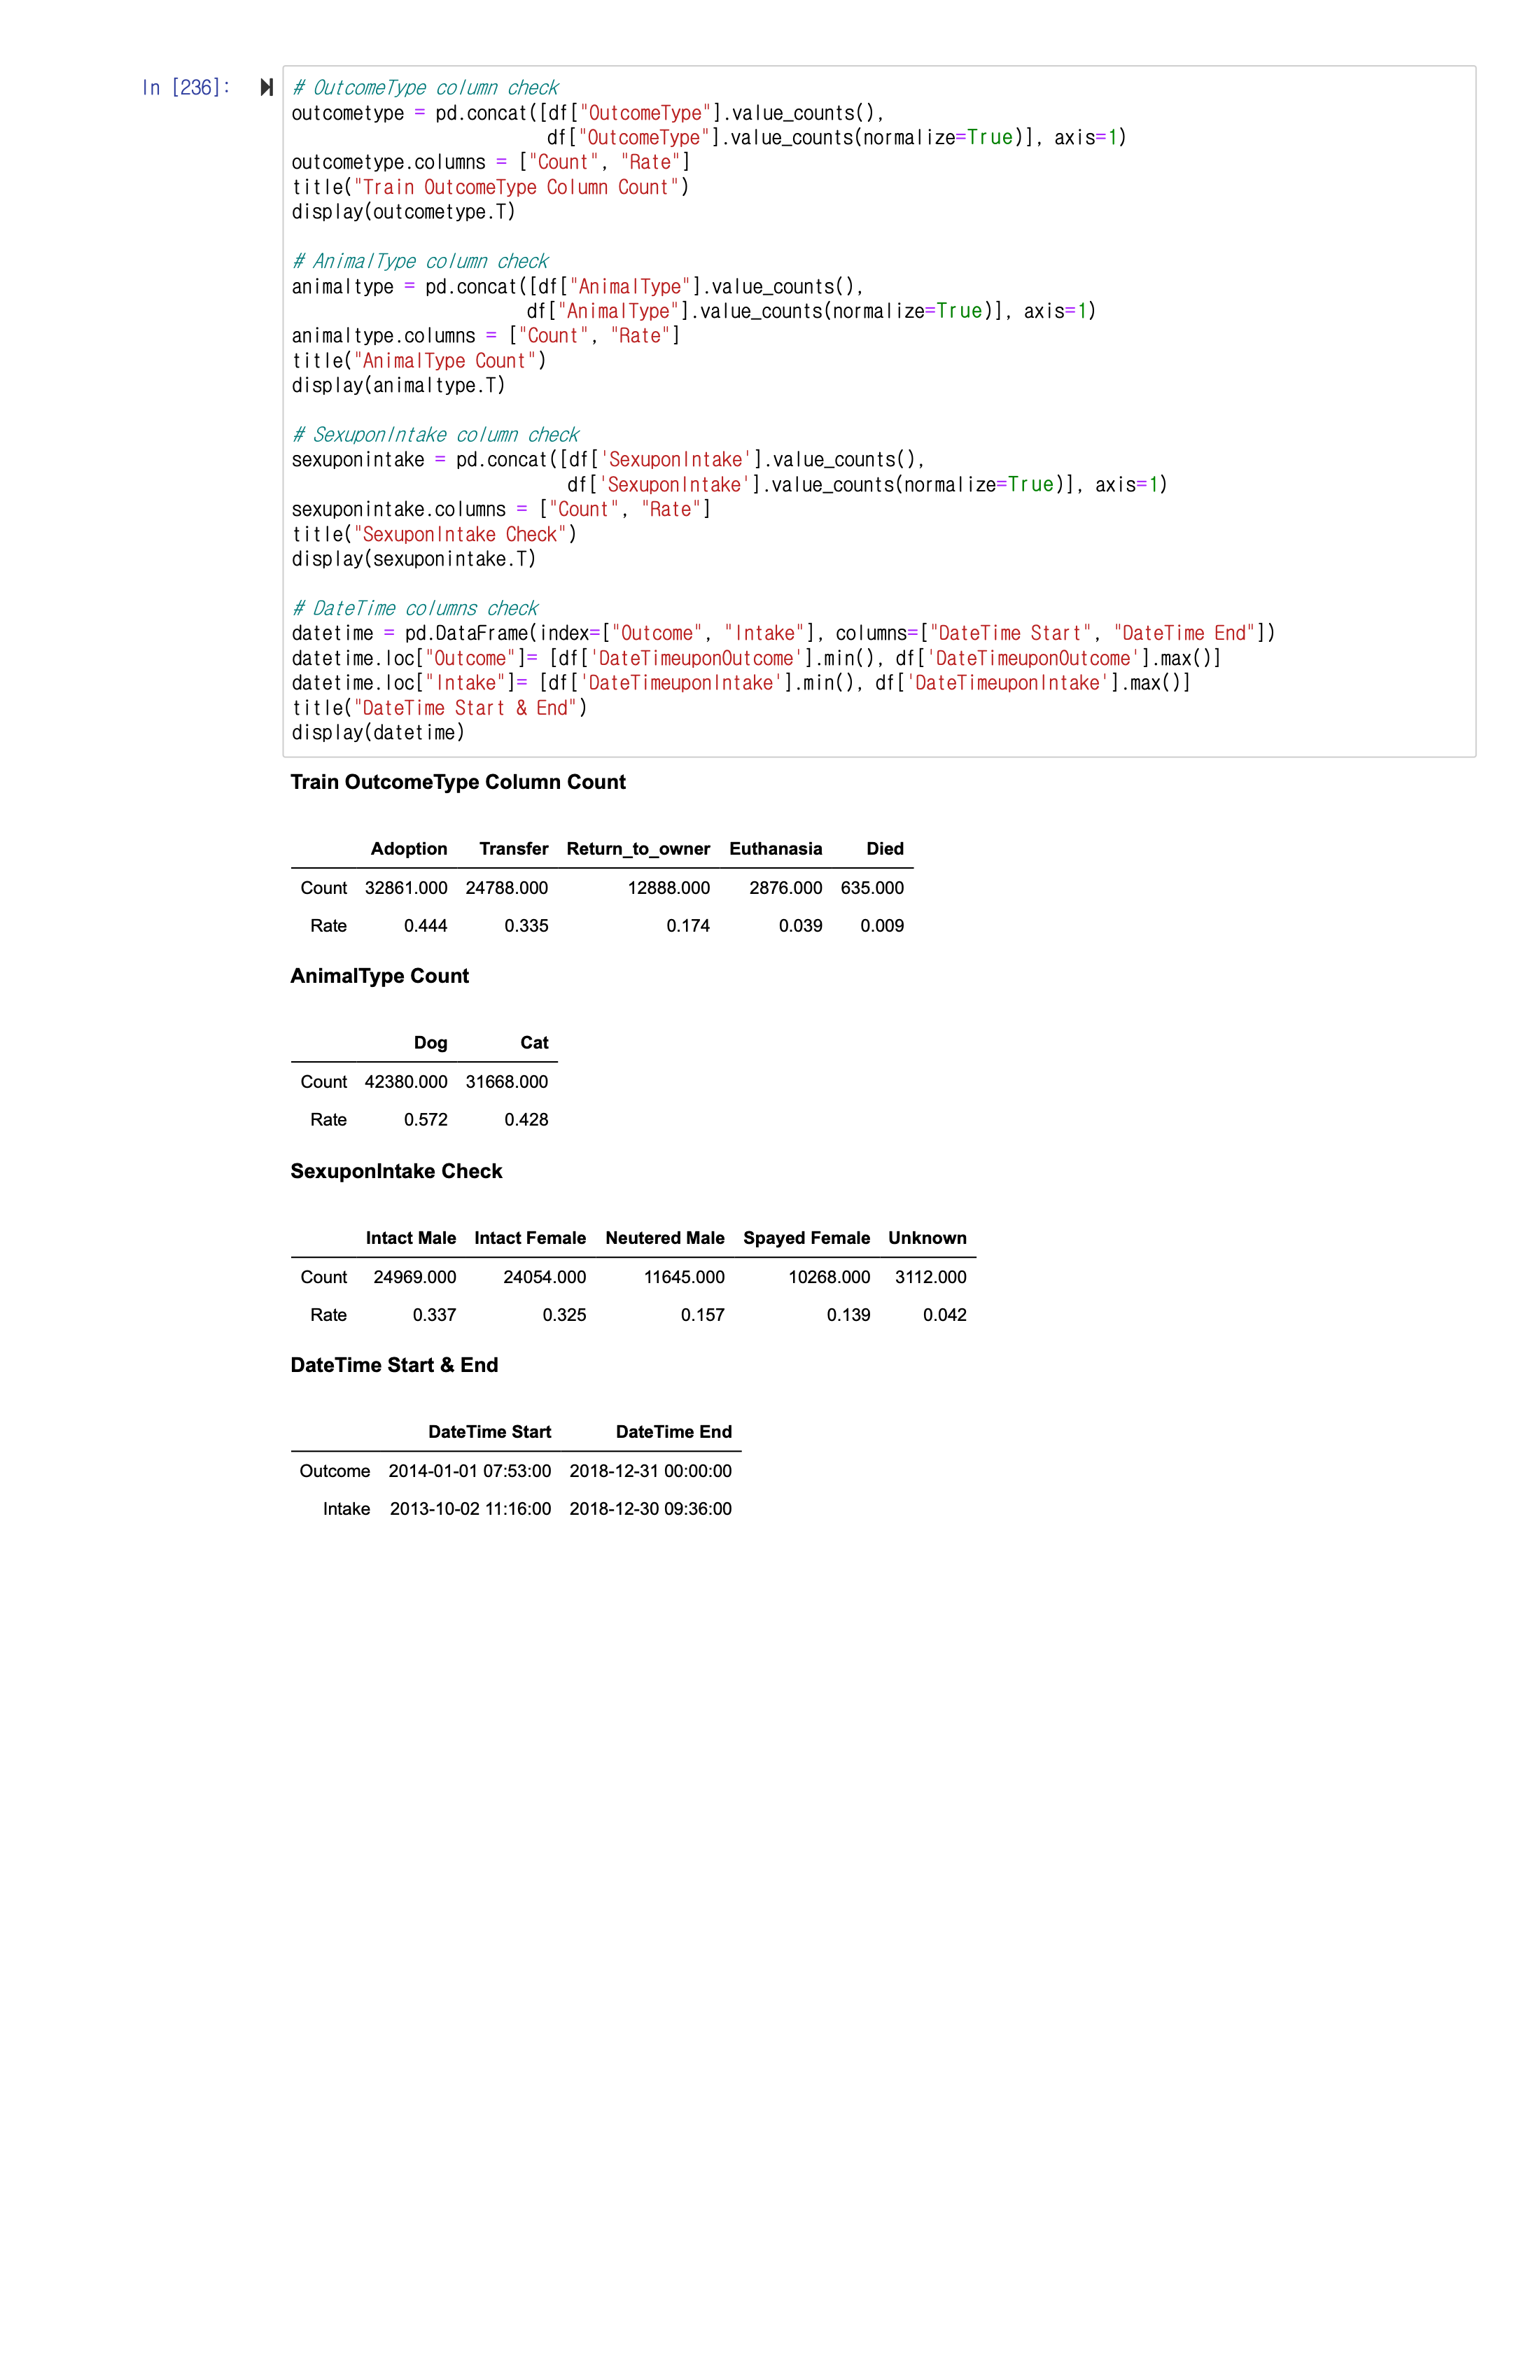 In [236]:
# OutcomeType column check
outcometype = pd.concat([df["OutcomeType"].value_counts(),
                         df["OutcomeType"].value_counts(normalize=True)], axis=1)
outcometype.columns = ["Count", "Rate"]
title("Train OutcomeType Column Count")
display(outcometype.T)

# AnimalType column check
animaltype = pd.concat([df["AnimalType"].value_counts(),
                       df["AnimalType"].value_counts(normalize=True)], axis=1)
animaltype.columns = ["Count", "Rate"]
title("AnimalType Count")
display(animaltype.T)

# SexuponIntake column check
sexuponintake = pd.concat([df['SexuponIntake'].value_counts(),
                           df['SexuponIntake'].value_counts(normalize=True)], axis=1)
sexuponintake.columns = ["Count", "Rate"]
title("SexuponIntake Check")
display(sexuponintake.T)

# DateTime columns check
datetime = pd.DataFrame(index=["Outcome", "Intake"], columns=["DateTime Start", "DateTime End"])
datetime.loc["Outcome"]= [df['DateTimeuponOutcome'].min(), df['DateTimeuponOutcome'].max()]
datetime.loc["Intake"]= [df['DateTimeuponIntake'].min(), df['DateTimeuponIntake'].max()]
title("DateTime Start & End")
display(datetime)
Train OutcomeType Column Count
Adoption Transfer Return_to_owner Euthanasia Died
Count 32861.000 24788.000 12888.000 2876.000 635.000
Rate 0.444 0.335 0.174 0.039 0.009
AnimalType Count
Dog Cat
Count 42380.000 31668.000
Rate 0.572 0.428
SexuponIntake Check
Intact Male Intact Female Neutered Male Spayed Female Unknown
Count 24969.000 24054.000 11645.000 10268.000 3112.000
Rate 0.337 0.325 0.157 0.139 0.042
DateTime Start & End
DateTime Start DateTime End
Outcome 2014-01-01 07:53:00 2018-12-31 00:00:00
Intake 2013-10-02 11:16:00 2018-12-30 09:36:00